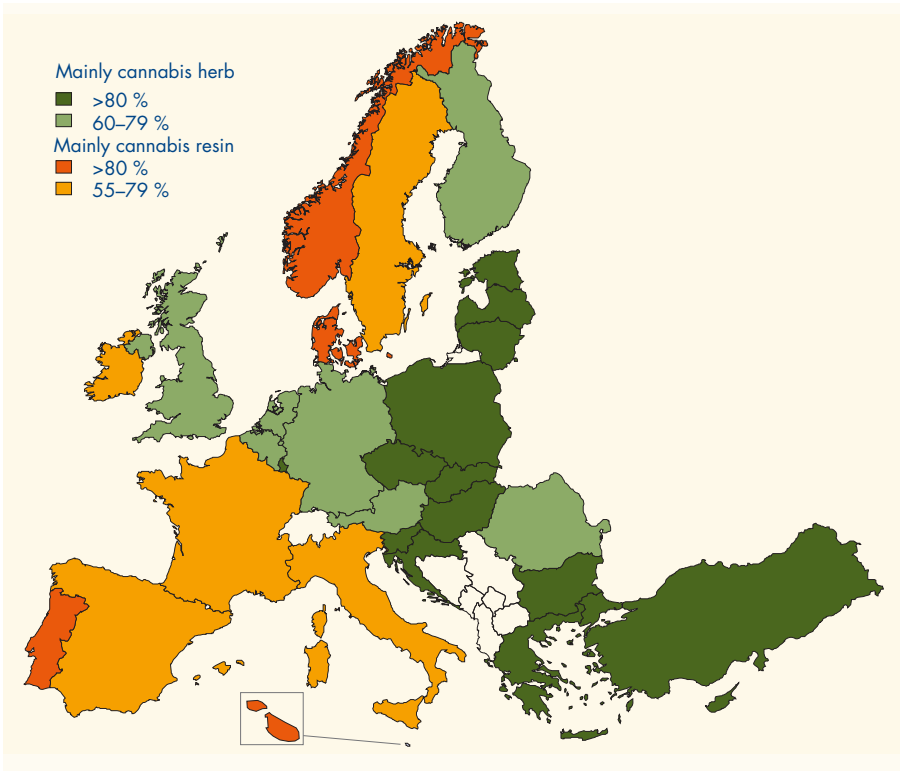 Mainly cannabis herb
>80 %
60–79 %
Mainly cannabis resin
>80 %
55–79 %